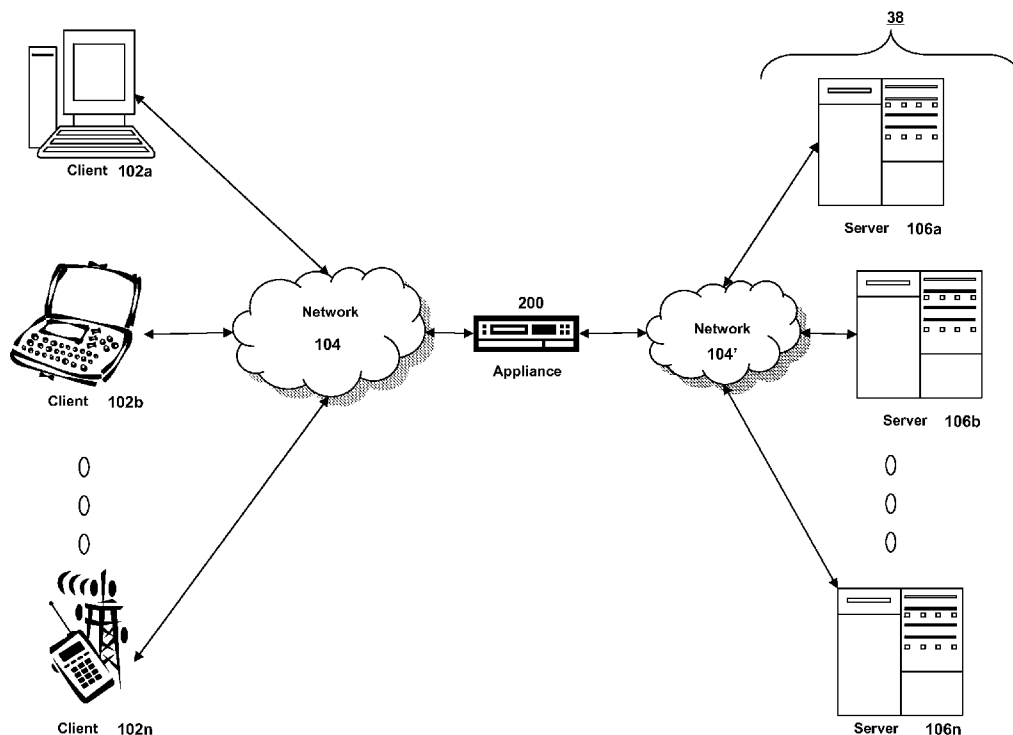 38
Client 102a
Server 106a
Network
104
200
Appliance
Network
104'
Client 102b
Server 106b
Client 102n
Server 106n